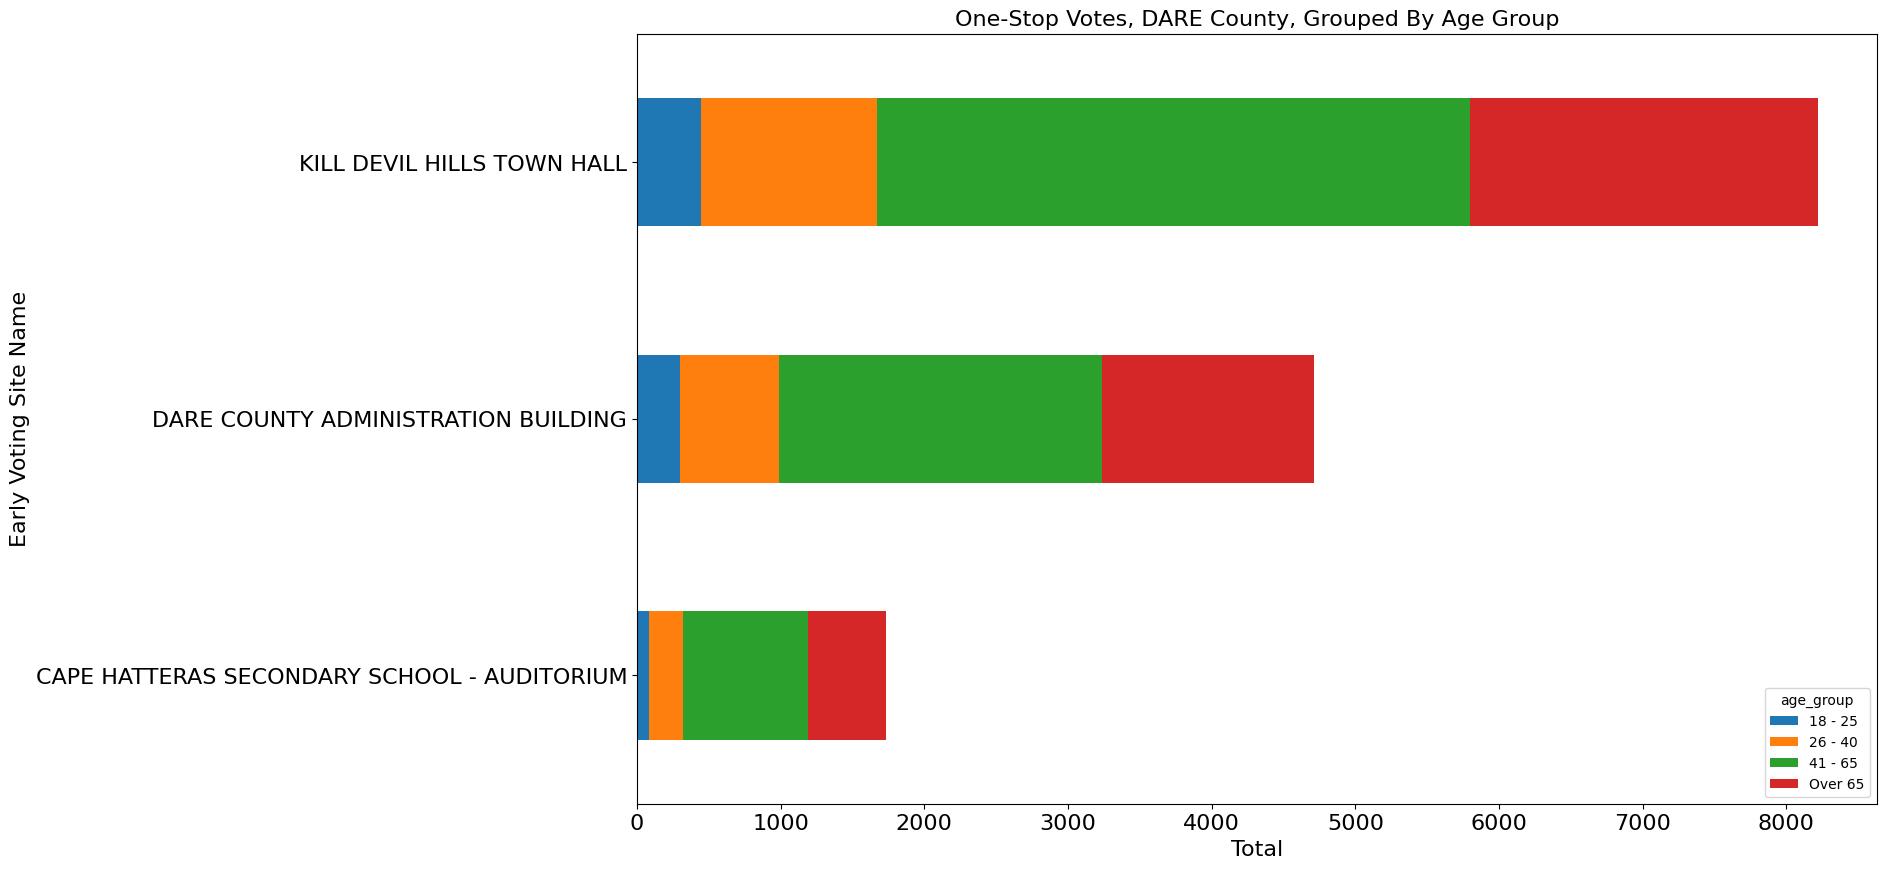 One-Stop Votes, DARE County, Grouped By Age Group
Early Voting Site Name
KILL DEVIL HILLS TOWN HALL
DARE COUNTY ADMINISTRATION BUILDING
CAPE HATTERAS SECONDARY SCHOOL - AUDITORIUM
age_group
18 - 25
26 - 40
41 - 65
Over 65
0 1000 2000 3000 4000 5000 6000 7000 8000
Total